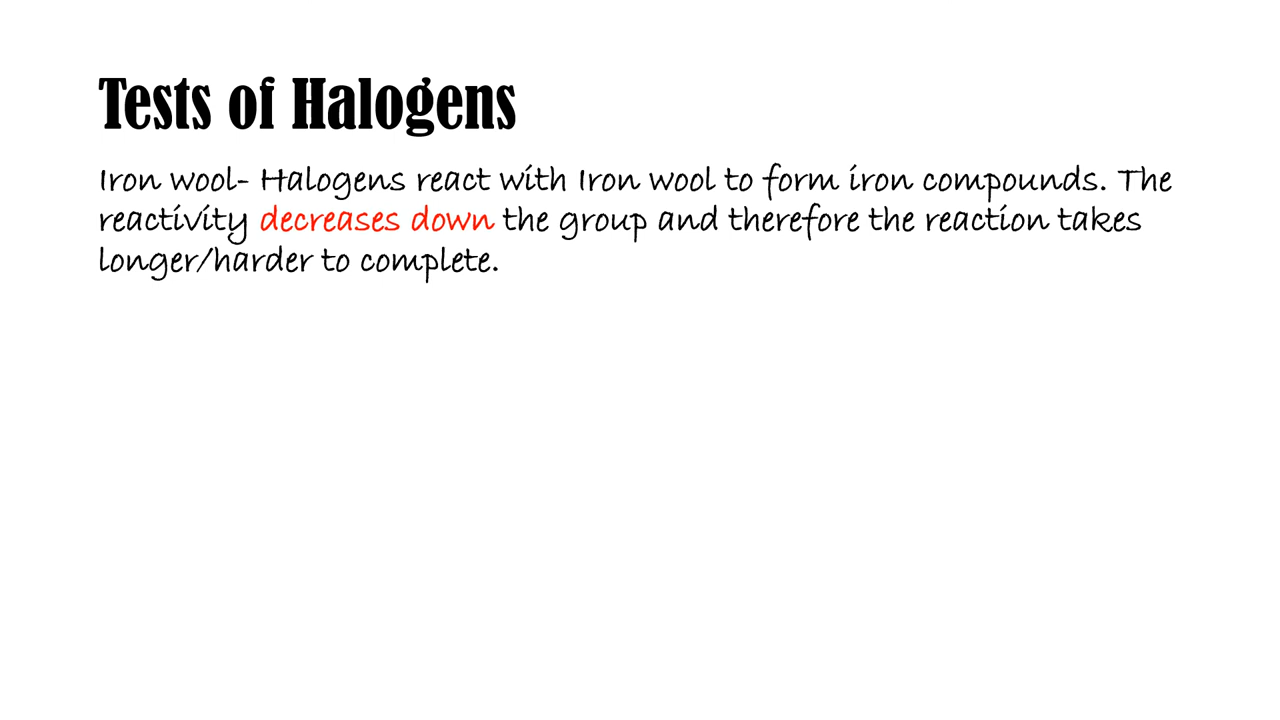 Tests of Halogens
Iron wool- Halogens react with Iron wool to form iron compounds. The
reactivity decreases down the group and therefore the reaction takes
longer/harder to complete.